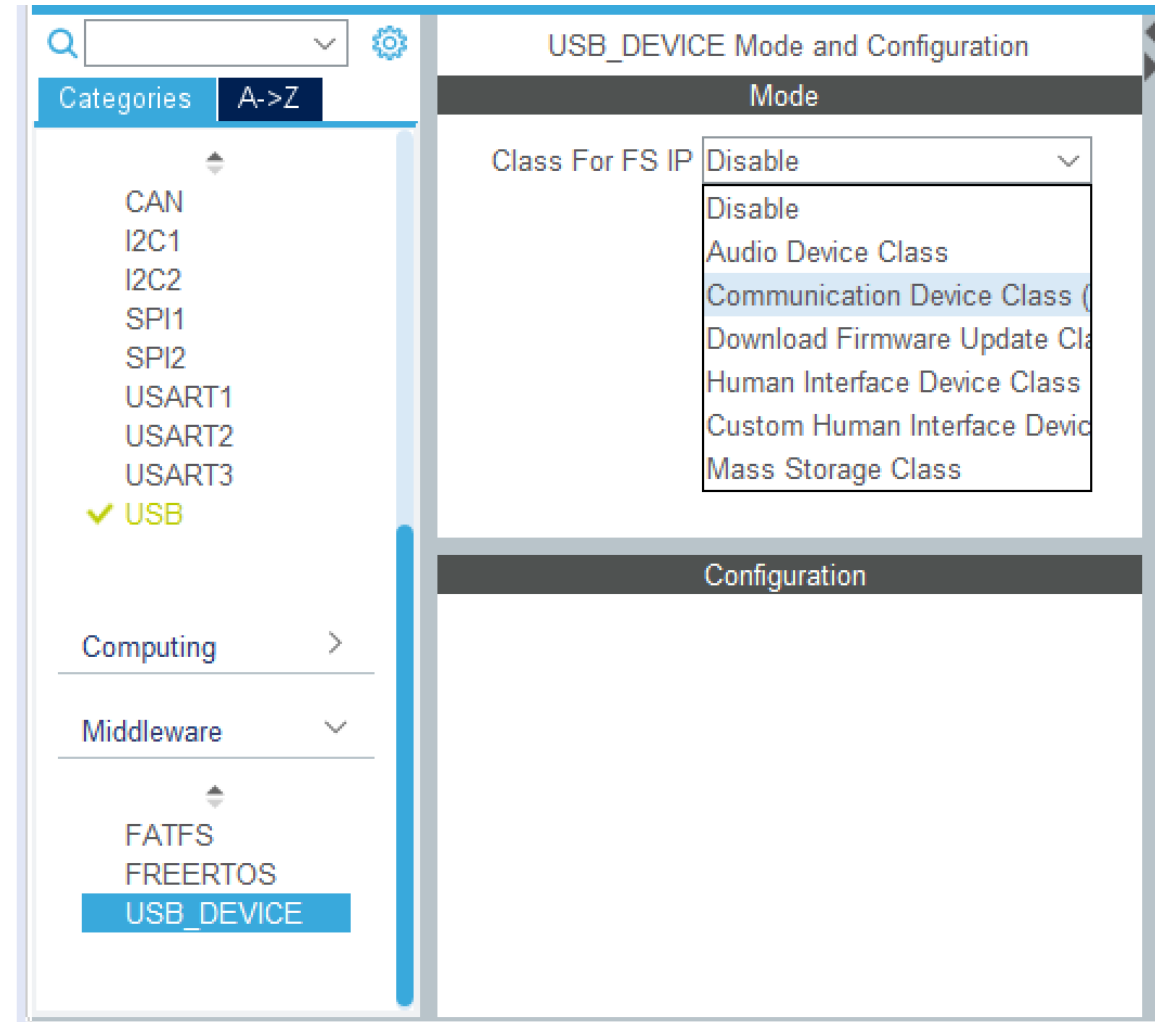 Categories
A->Z
CAN
I2C1
I2C2
SPI1
SPI2
USART1
USART2
USART3
USB
Computing
Middleware
FATFS
FREERTOS
USB_DEVICE
USB_DEVICE Mode and Configuration
Mode
Class For FS IP Disable
Disable
Audio Device Class
Communication Device Class (
Download Firmware Update Cla
Human Interface Device Class
Custom Human Interface Devic
Mass Storage Class
Configuration